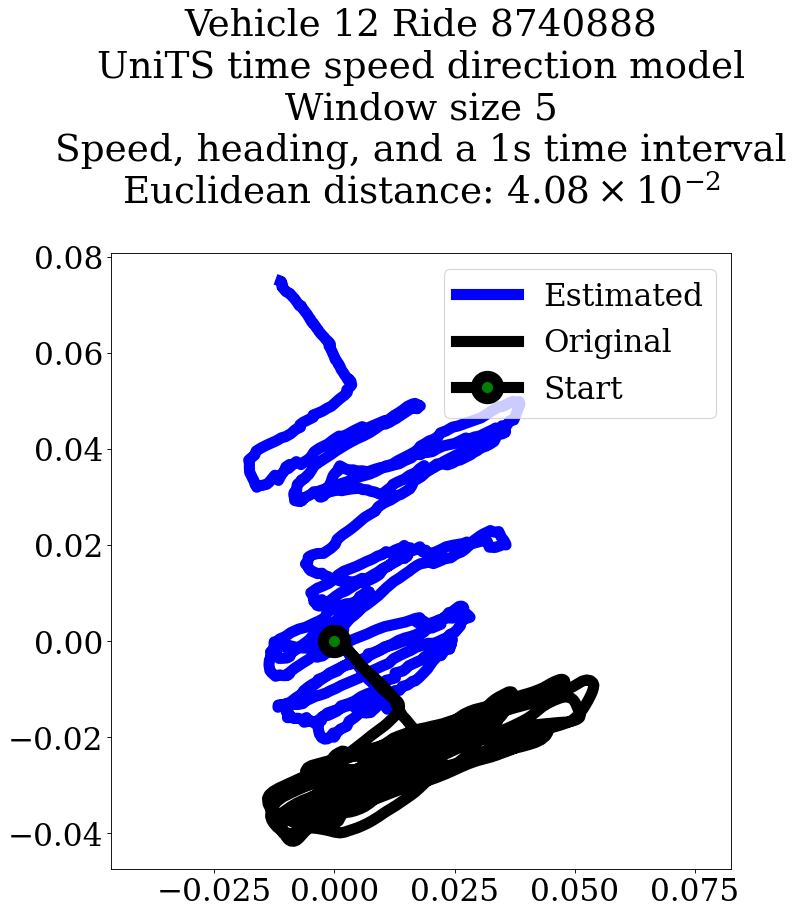 Vehicle 12 Ride 8740888
UniTS time speed direction model
Window size 5
Speed, heading, and a 1s time interval
Euclidean distance: 4.08 × 10⁻²
0.08
0.06
0.04
0.02
0.00
−0.02
−0.04
Estimated
Original
Start
−0.025 0.000 0.025 0.050 0.075